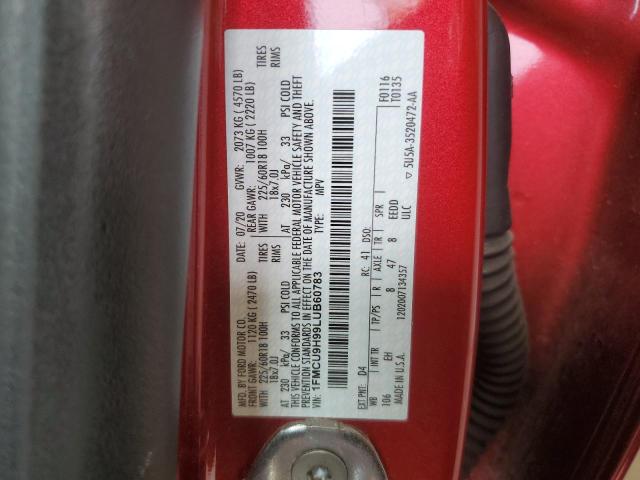 MFG. BY FORD MOTOR CO.
DATE: 07/20 GVWR: 2073 KG ( 4570 LB)
FRONT GAWR: 1120 KG ( 2470 LB) REAR GAWR: 1007 KG ( 2220 LB)
WITH 225/60R18 100H TIRES WITH 225/60R18 100H TIRES
18x7.0J RIMS 18x7.0J RIMS
AT 230 kPa/ 33 PSI COLD AT 230 kPa/ 33 PSI COLD
THIS VEHICLE CONFORMS TO ALL APPLICABLE FEDERAL MOTOR VEHICLE SAFETY AND THEFT
PREVENTION STANDARDS IN EFFECT ON THE DATE OF MANUFACTURE SHOWN ABOVE.
VIN: 1FMCU9H99LUB60783 TYPE: MPV
F0116
T0135
EXT PNT: D4 RC: 41 DSO:
WB INT TR TP/PS R AXLE TR SPR
106 EH 8 47 8 EEDD
MADE IN U.S.A. 12020071 34357 ULC
▽ 5U5A-3520472-AA